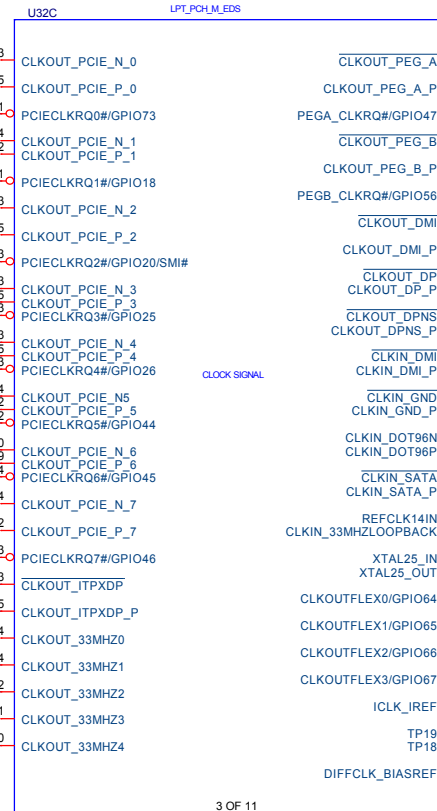 U32C
LPT_PCH_M_EDS
CLKOUT_PCIE_N_0
CLKOUT_PCIE_P_0
PCIECLKRQ0#/GPIO73
CLKOUT_PCIE_N_1
CLKOUT_PCIE_P_1
PCIECLKRQ1#/GPIO18
CLKOUT_PCIE_N_2
CLKOUT_PCIE_P_2
PCIECLKRQ2#/GPIO20/SMI#
CLKOUT_PCIE_N_3
CLKOUT_PCIE_P_3
PCIECLKRQ3#/GPIO25
CLKOUT_PCIE_N_4
CLKOUT_PCIE_P_4
PCIECLKRQ4#/GPIO26
CLKOUT_PCIE_N5
CLKOUT_PCIE_P_5
PCIECLKRQ5#/GPIO44
CLKOUT_PCIE_N_6
CLKOUT_PCIE_P_6
PCIECLKRQ6#/GPIO45
CLKOUT_PCIE_N_7
CLKOUT_PCIE_P_7
PCIECLKRQ7#/GPIO46
CLKOUT_ITPXDP
CLKOUT_ITPXDP_P
CLKOUT_33MHZ0
CLKOUT_33MHZ1
CLKOUT_33MHZ2
CLKOUT_33MHZ3
CLKOUT_33MHZ4
CLOCK SIGNAL
CLKOUT_PEG_A
CLKOUT_PEG_A_P
PEGA_CLKRQ#/GPIO47
CLKOUT_PEG_B
CLKOUT_PEG_B_P
PEGB_CLKRQ#/GPIO56
CLKOUT_DMI
CLKOUT_DMI_P
CLKOUT_DP
CLKOUT_DP_P
CLKOUT_DPNS
CLKOUT_DPNS_P
CLKIN_DMI
CLKIN_DMI_P
CLKIN_GND
CLKIN_GND_P
CLKIN_DOT96N
CLKIN_DOT96P
CLKIN_SATA
CLKIN_SATA_P
REFCLK14IN
CLKIN_33MHZLOOPBACK
XTAL25_IN
XTAL25_OUT
CLKOUTFLEX0/GPIO64
CLKOUTFLEX1/GPIO65
CLKOUTFLEX2/GPIO66
CLKOUTFLEX3/GPIO67
ICLK_IREF
TP19
TP18
DIFFCLK_BIASREF
3 OF 11